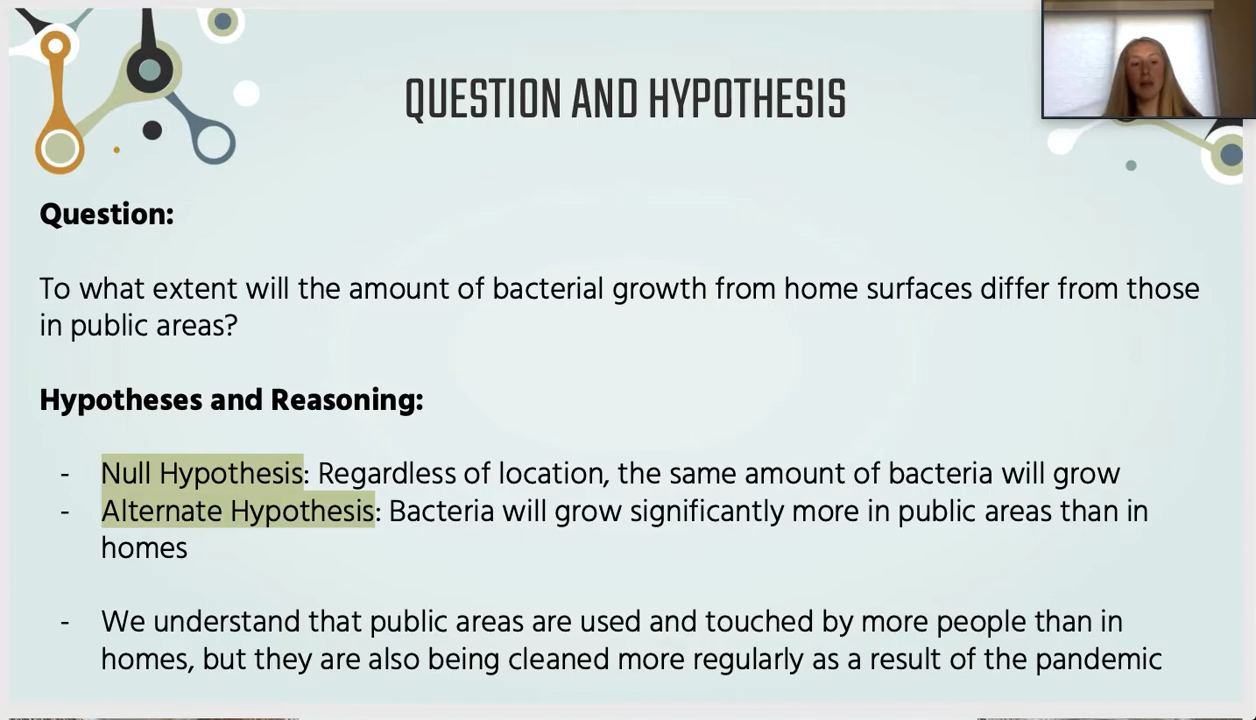 QUESTION AND HYPOTHESIS
Question:
To what extent will the amount of bacterial growth from home surfaces differ from those
in public areas?
Hypotheses and Reasoning:
- Null Hypothesis: Regardless of location, the same amount of bacteria will grow
- Alternate Hypothesis: Bacteria will grow significantly more in public areas than in
homes
- We understand that public areas are used and touched by more people than in
homes, but they are also being cleaned more regularly as a result of the pandemic